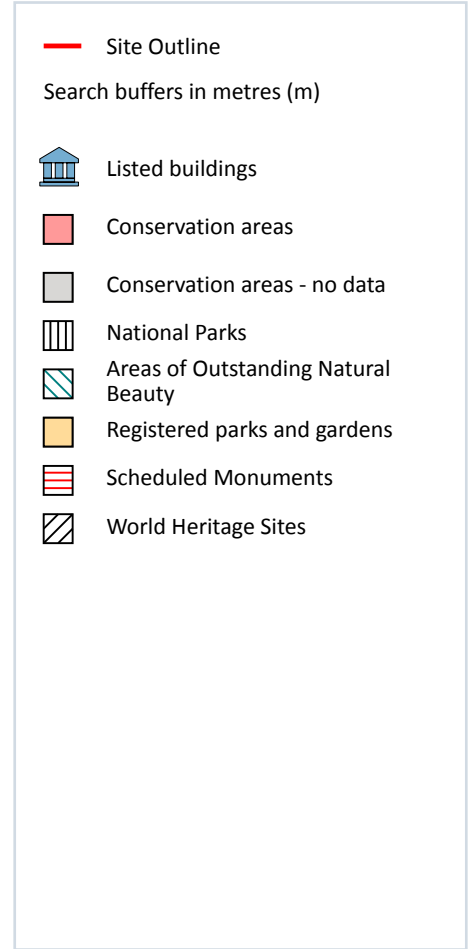 Site Outline
Search buffers in metres (m)
Listed buildings
Conservation areas
Conservation areas - no data
National Parks
Areas of Outstanding Natural
Beauty
Registered parks and gardens
Scheduled Monuments
World Heritage Sites